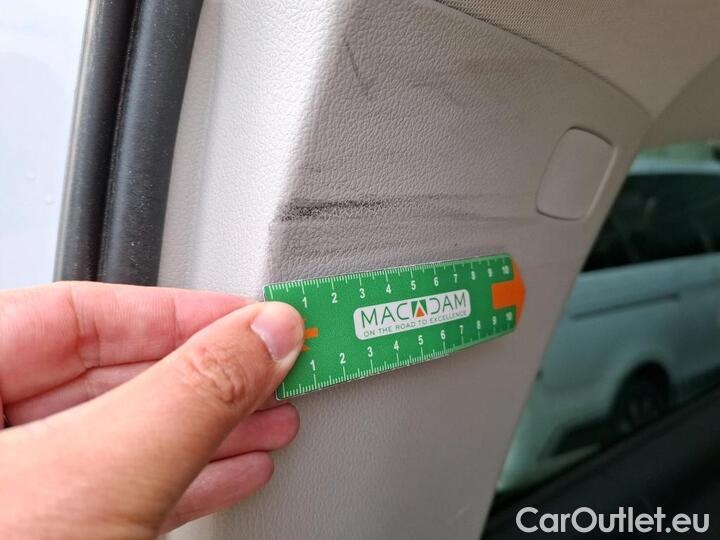 1 2 3 4 5 6 7 8 9 10
MACADAM
ON THE ROAD TO EXCELLENCE
1 2 3 4 5 6 7 8 9 10
CarOutlet.eu